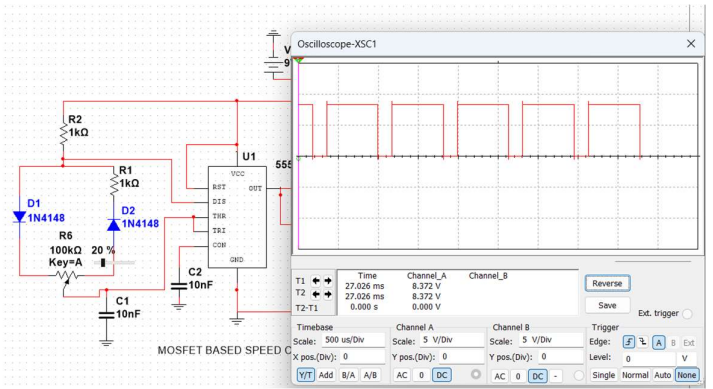 Oscilloscope-XSC1
V
9
R2
1kΩ
R1
1kΩ
D1
1N4148
D2
1N4148
R6
100kΩ 20 %
Key=A
U1
555
VCC
RST OUT
DIS
THR
TRI
CON
GND
C2
10nF
C1
10nF
MOSFET BASED SPEED C
Time Channel_A Channel_B
T1 27.026 ms 8.372 V
T2 27.026 ms 8.372 V
T2-T1 0.000 s 0.000 V
Reverse
Save
Ext. trigger
Timebase
Scale: 500 us/Div
X pos.(Div): 0
Y/T Add B/A A/B
Channel A
Scale: 5 V/Div
Y pos.(Div): 0
AC 0 DC
Channel B
Scale: 5 V/Div
Y pos.(Div): 0
AC 0 DC -
Trigger
Edge: A B Ext
Level: 0 V
Single Normal Auto None